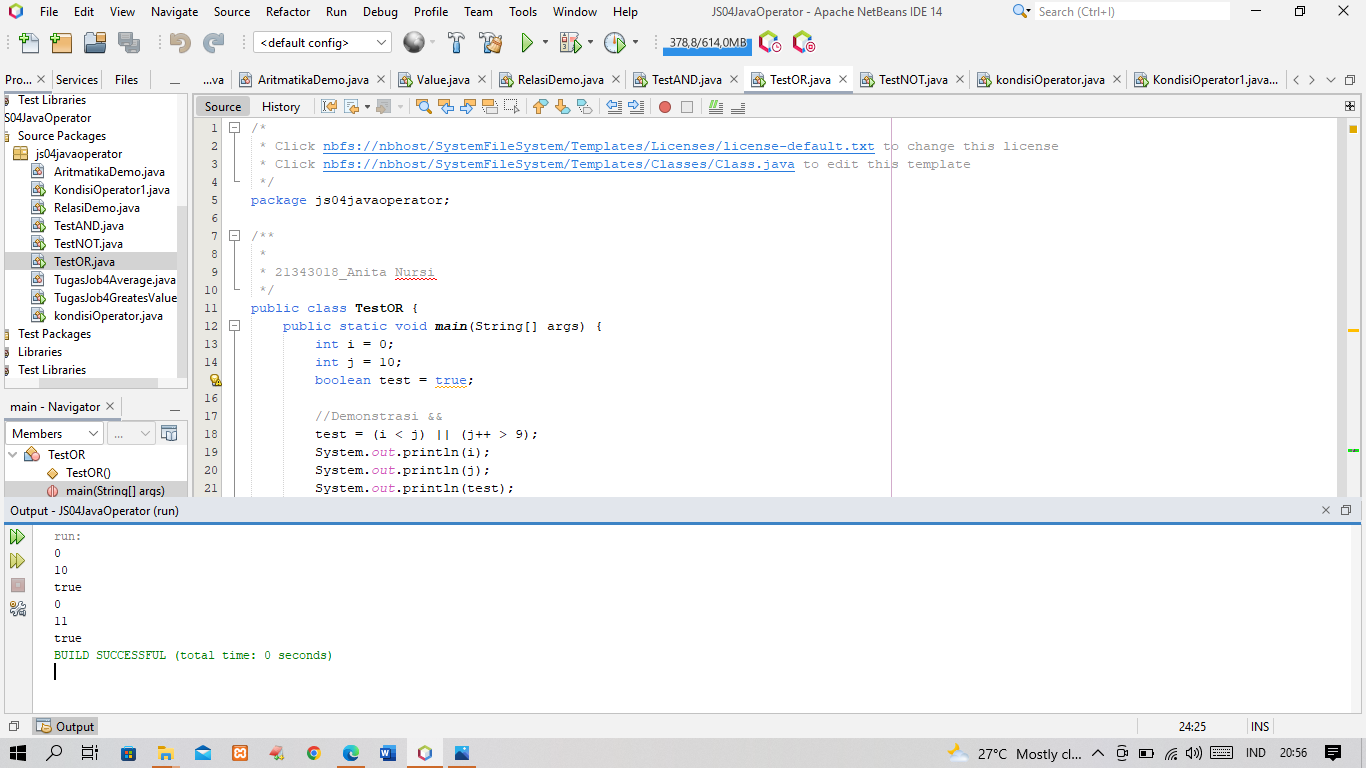 File Edit View Navigate Source Refactor Run Debug Profile Team Tools Window Help JS04JavaOperator - Apache NetBeans IDE 14 Search (Ctrl+I)
<default config> 378,8/614,0MB
Pro... Services Files ...va AritmatikaDemo.java Value.java RelasiDemo.java TestAND.java TestOR.java TestNOT.java kondisiOperator.java KondisiOperator1.java...
Test Libraries
S04JavaOperator
Source Packages
js04javaoperator
AritmatikaDemo.java
KondisiOperator1.java
RelasiDemo.java
TestAND.java
TestNOT.java
TestOR.java
TugasJob4Average.java
TugasJob4GreatesValue
kondisiOperator.java
Test Packages
Libraries
Test Libraries
main - Navigator
Members ...
TestOR
TestOR()
main(String[] args)
Source History
1 /*
2 * Click nbfs://nbhost/SystemFileSystem/Templates/Licenses/license-default.txt to change this license
3 * Click nbfs://nbhost/SystemFileSystem/Templates/Classes/Class.java to edit this template
4 */
5 package js04javaoperator;
6
7 /**
8 *
9 * 21343018_Anita Nursi
10 */
11 public class TestOR {
12 public static void main(String[] args) {
13 int i = 0;
14 int j = 10;
boolean test = true;
16
17 //Demonstrasi &&
18 test = (i < j) || (j++ > 9);
19 System.out.println(i);
20 System.out.println(j);
21 System.out.println(test);
Output - JS04JavaOperator (run)
run:
0
10
true
0
11
true
BUILD SUCCESSFUL (total time: 0 seconds)
Output 24:25 INS
27°C Mostly cl... IND 20:56